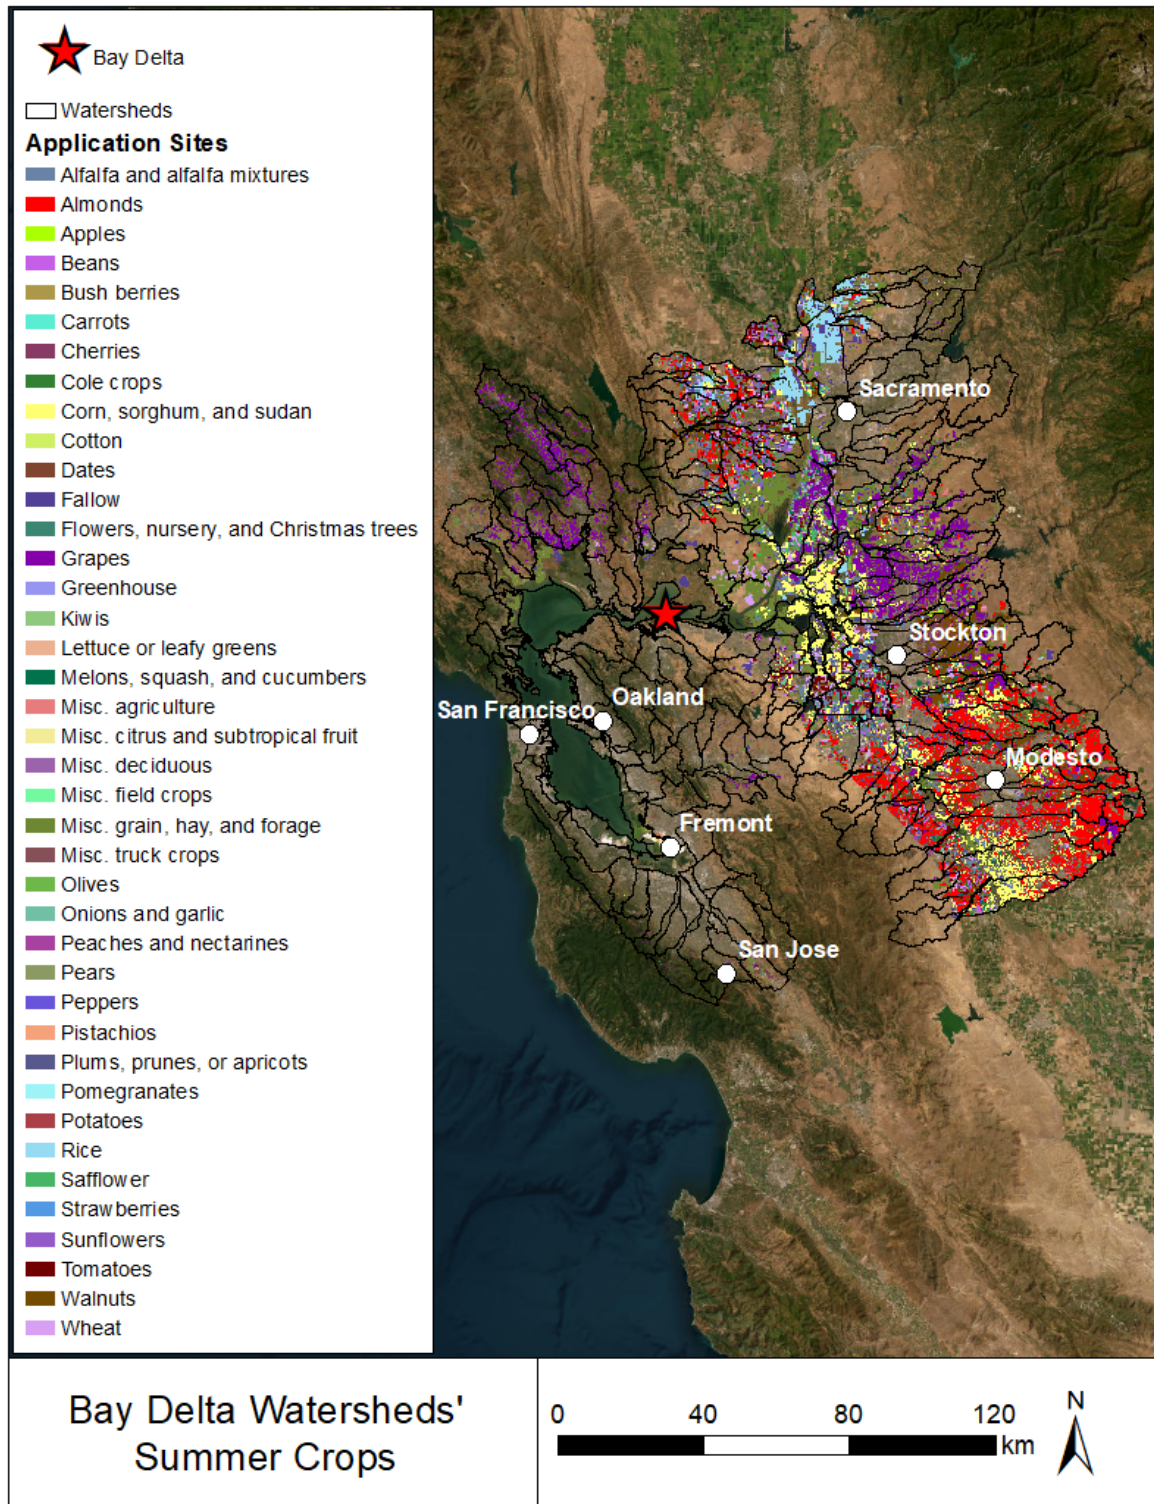 Bay Delta
Watersheds
Application Sites
Alfalfa and alfalfa mixtures
Almonds
Apples
Beans
Bush berries
Carrots
Cherries
Cole crops
Corn, sorghum, and sudan
Cotton
Dates
Fallow
Flowers, nursery, and Christmas trees
Grapes
Greenhouse
Kiwis
Lettuce or leafy greens
Melons, squash, and cucumbers
Misc. agriculture
Misc. citrus and subtropical fruit
Misc. deciduous
Misc. field crops
Misc. grain, hay, and forage
Misc. truck crops
Olives
Onions and garlic
Peaches and nectarines
Pears
Peppers
Pistachios
Plums, prunes, or apricots
Pomegranates
Potatoes
Rice
Safflower
Strawberries
Sunflowers
Tomatoes
Walnuts
Wheat
Sacramento
Stockton
Oakland
San Francisco
Modesto
Fremont
San Jose
Bay Delta Watersheds'
Summer Crops
0 40 80 120
km
N